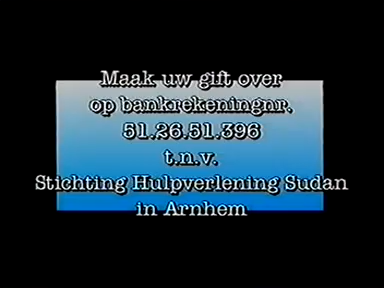 Maak uw gift over
op bankrekeningnr.
51.26.51.396
t.n.v.
Stichting Hulpverlening Sudan
in Arnhem